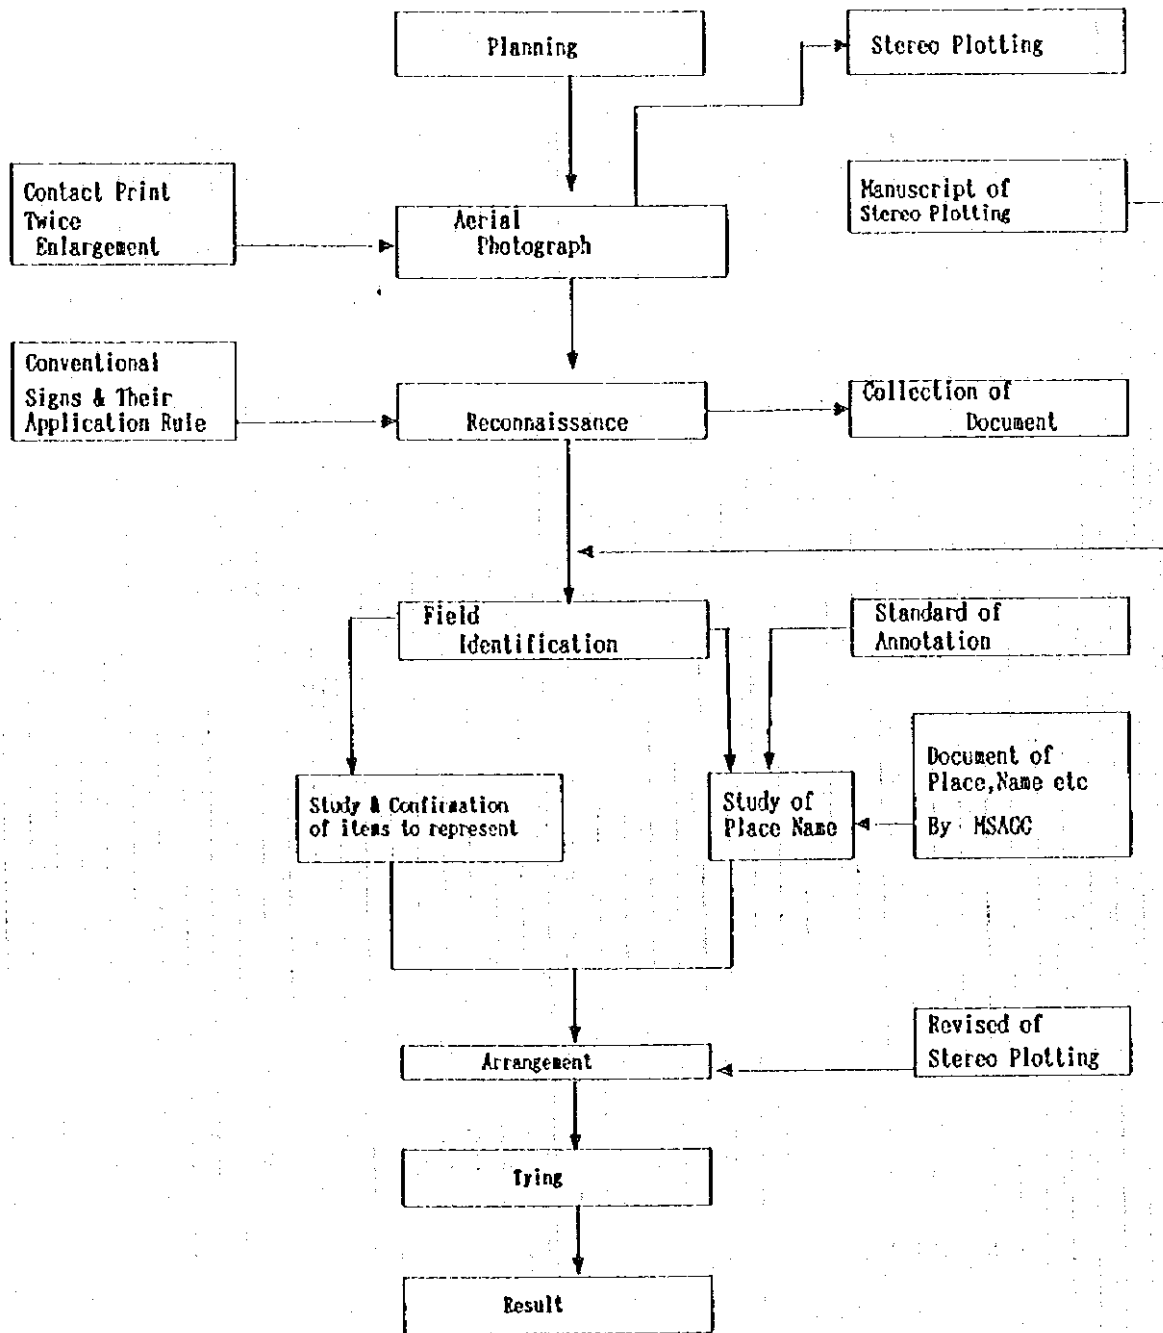 Planning
Stereo Plotting
Contact Print
Twice
Enlargement
Manuscript of
Stereo Plotting
Aerial
Photograph
Conventional
Signs & Their
Application Rule
Reconnaissance
Collection of
Document
Field
Identification
Standard of
Annotation
Study & Confirmation
of items to represent
Study of
Place Name
Document of
Place,Name etc
By MSAGC
Arrangement
Revised of
Stereo Plotting
Tying
Result